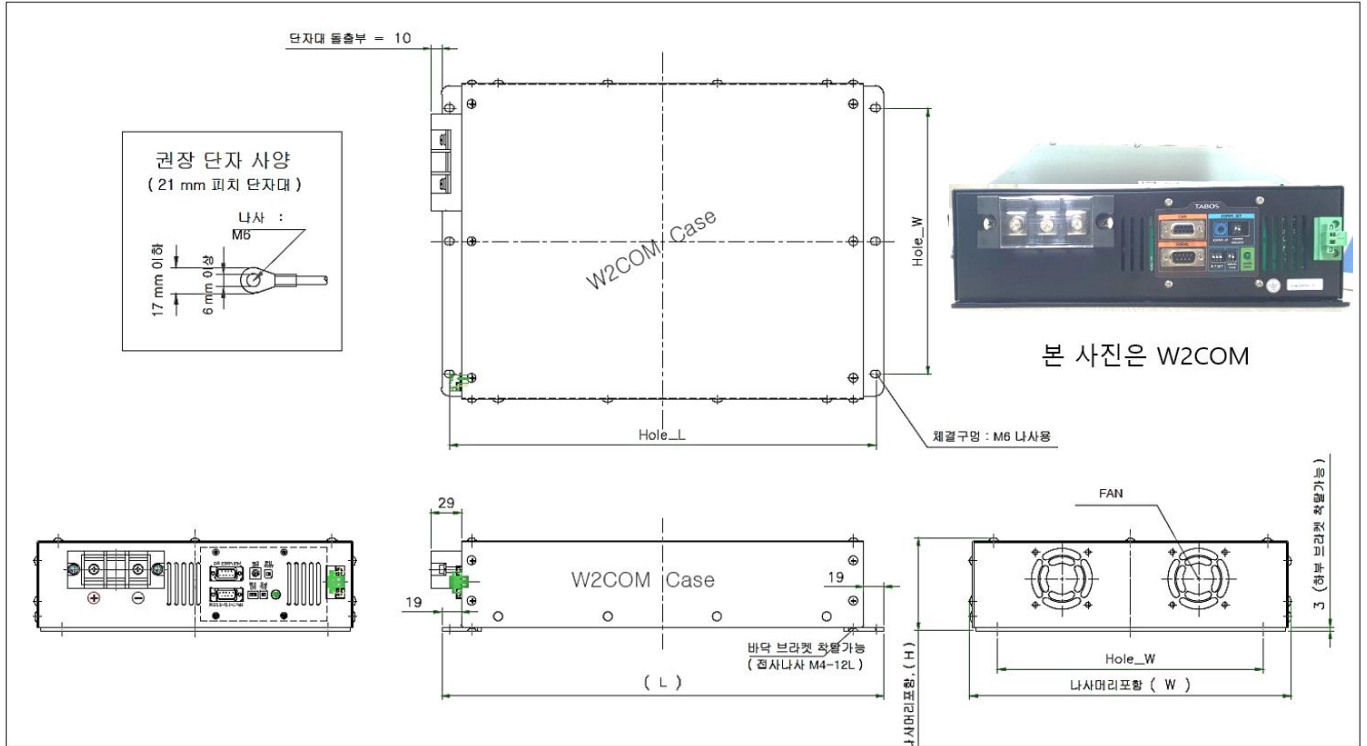 단자대 돌출부 = 10
권장 단자 사양
( 21 mm 피치 단자대 )
나사 :
M6
17 mm 이하
6 mm 이상
W2COM Case
Hole_W
Hole_L
체결구멍 : M6 나사용
TABOS
본 사진은 W2COM
29
19
W2COM Case
19
바닥 브라켓 착탈가능
( 접시나사 M4-12L )
( L )
나사머리포함, ( H )
FAN
3 (하부 브라켓 착탈가능)
Hole_W
나사머리포함 ( W )